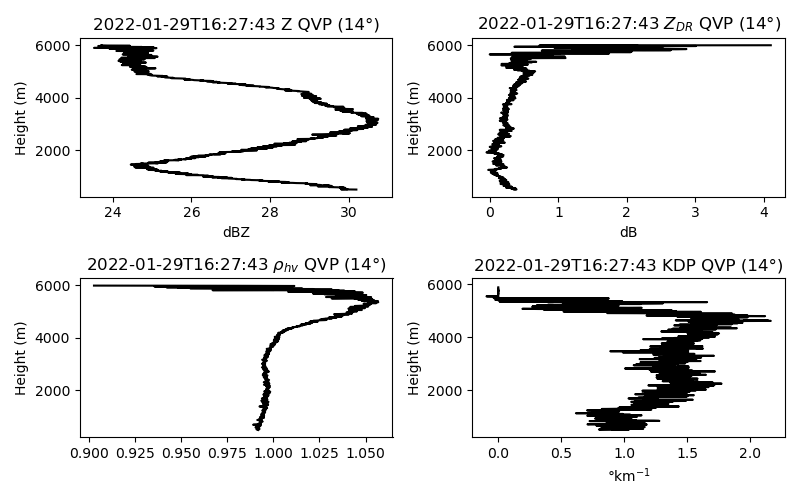 2022-01-29T16:27:43 Z QVP (14°)
6000
4000
2000
Height (m)
24 26 28 30
dBZ
2022-01-29T16:27:43 Z_DR QVP (14°)
6000
4000
2000
Height (m)
0 1 2 3 4
dB
2022-01-29T16:27:43 ρ_hv QVP (14°)
6000
4000
2000
Height (m)
0.900 0.925 0.950 0.975 1.000 1.025 1.050
2022-01-29T16:27:43 KDP QVP (14°)
6000
4000
2000
Height (m)
0.0 0.5 1.0 1.5 2.0
°km⁻¹